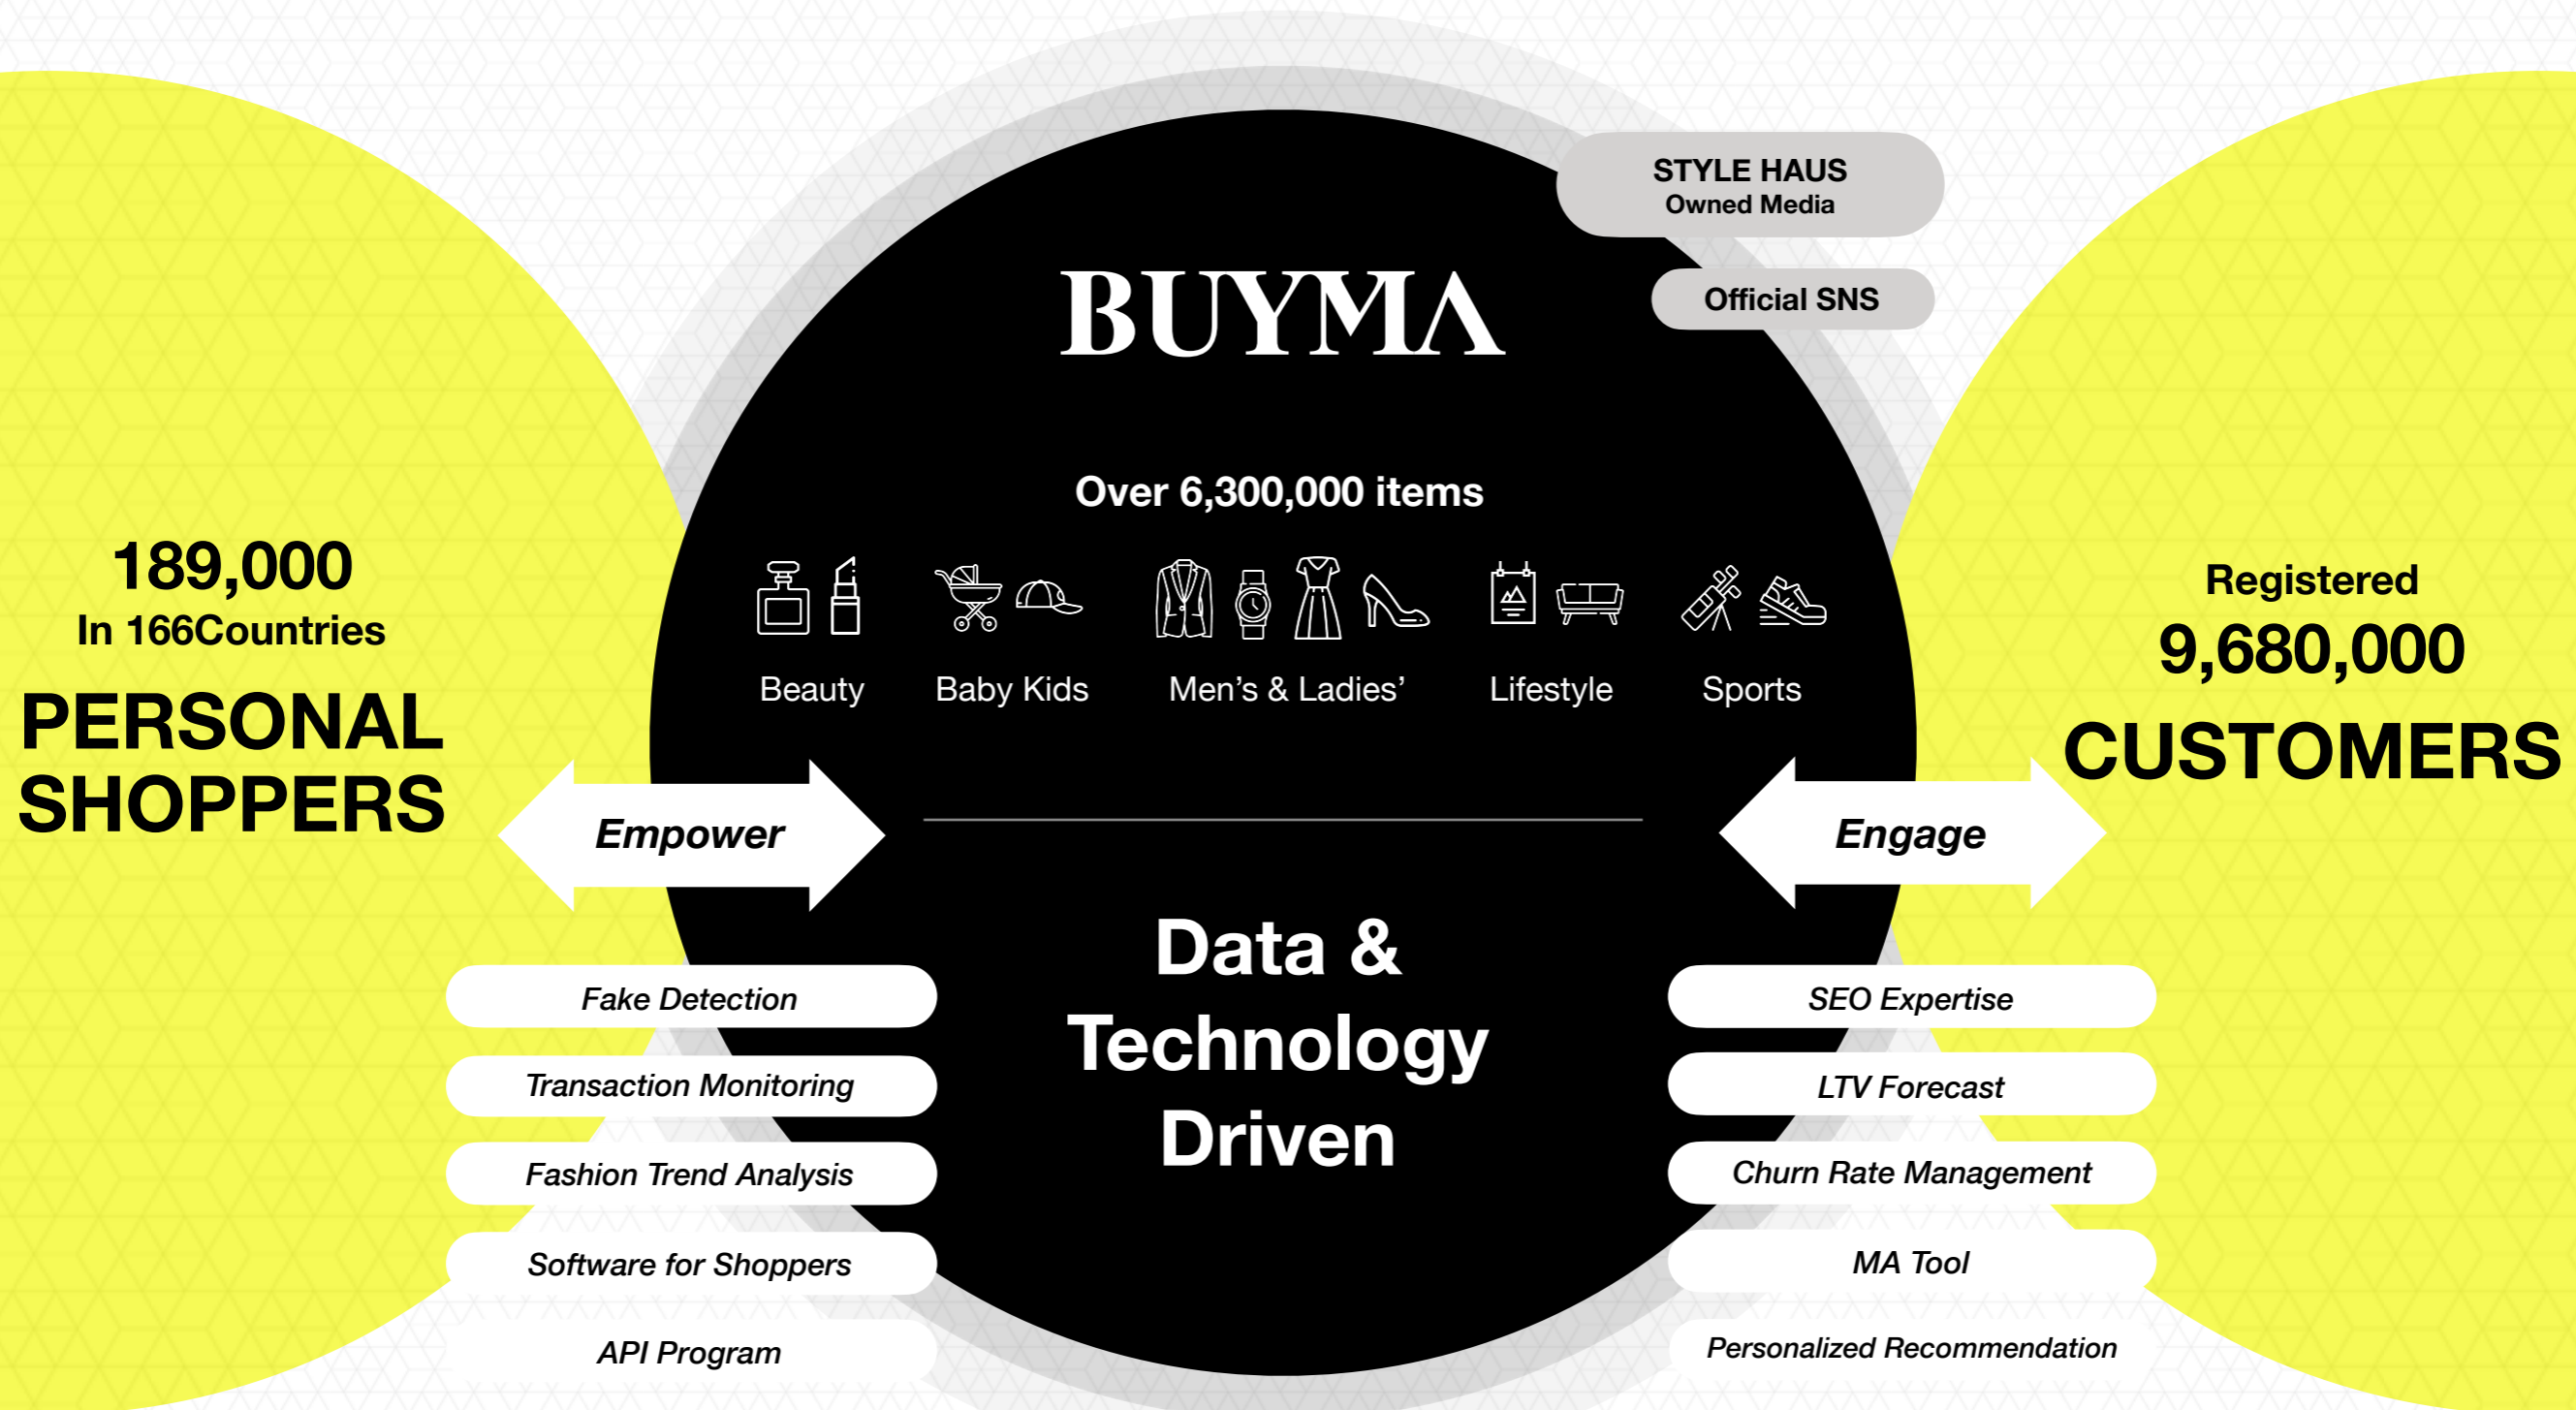 STYLE HAUS
Owned Media
Official SNS
BUYMA
Over 6,300,000 items
Beauty
Baby Kids
Men's & Ladies'
Lifestyle
Sports
189,000
In 166Countries
PERSONAL
SHOPPERS
Registered
9,680,000
CUSTOMERS
Empower
Engage
Data &
Technology
Driven
Fake Detection
Transaction Monitoring
Fashion Trend Analysis
Software for Shoppers
API Program
SEO Expertise
LTV Forecast
Churn Rate Management
MA Tool
Personalized Recommendation